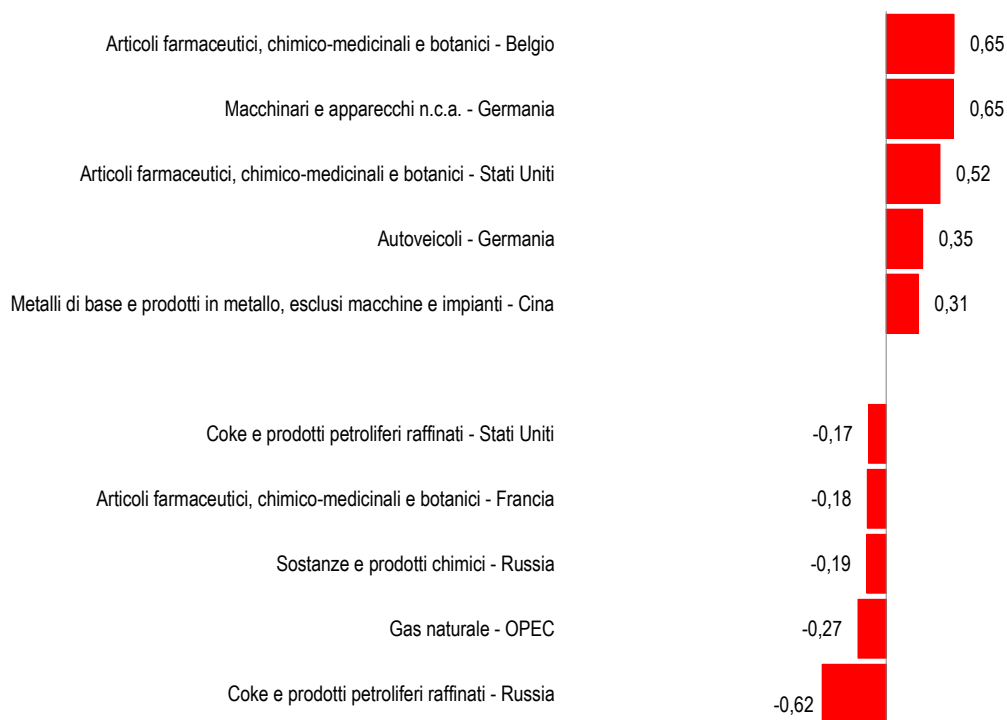 Articoli farmaceutici, chimico-medicinali e botanici - Belgio 0,65
Macchinari e apparecchi n.c.a. - Germania 0,65
Articoli farmaceutici, chimico-medicinali e botanici - Stati Uniti 0,52
Autoveicoli - Germania 0,35
Metalli di base e prodotti in metallo, esclusi macchine e impianti - Cina 0,31
Coke e prodotti petroliferi raffinati - Stati Uniti -0,17
Articoli farmaceutici, chimico-medicinali e botanici - Francia -0,18
Sostanze e prodotti chimici - Russia -0,19
Gas naturale - OPEC -0,27
Coke e prodotti petroliferi raffinati - Russia -0,62